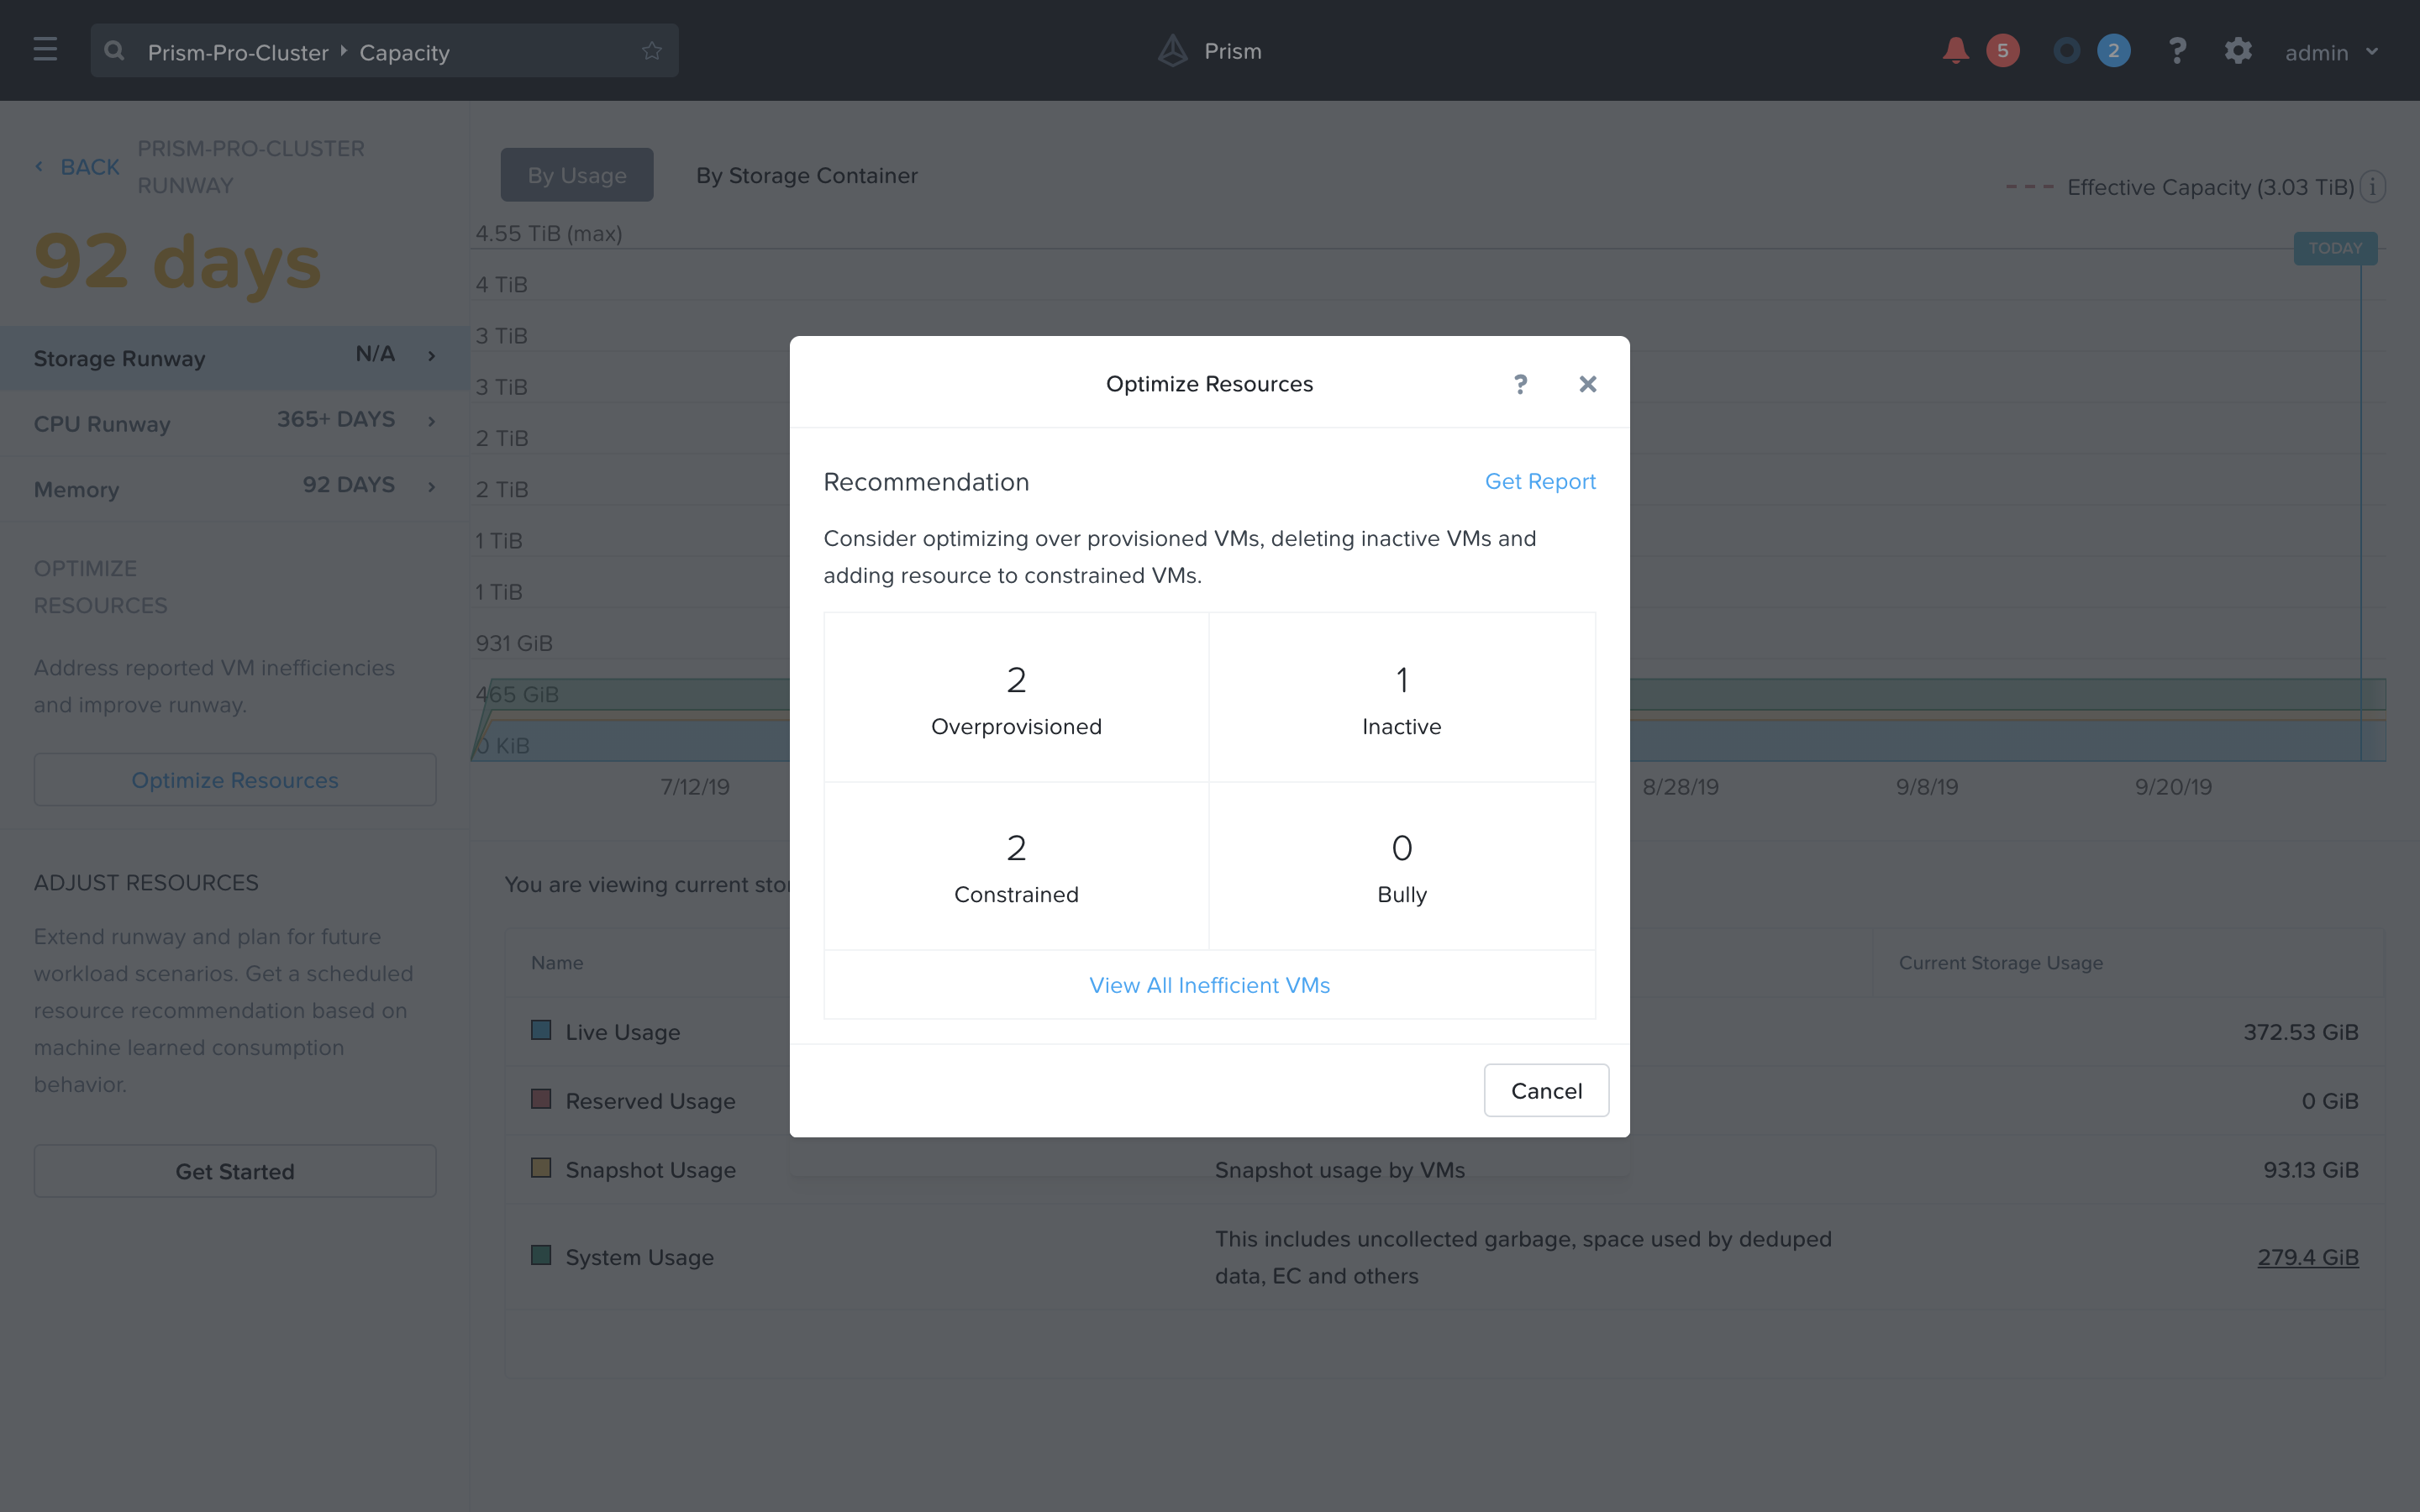 Prism-Pro-Cluster Capacity
Prism
5
2
?
admin
BACK
PRISM-PRO-CLUSTER
RUNWAY
92 days
Storage Runway N/A
CPU Runway 365+ DAYS
Memory 92 DAYS
OPTIMIZE
RESOURCES
Address reported VM inefficiencies
and improve runway.
Optimize Resources
ADJUST RESOURCES
Extend runway and plan for future
workload scenarios. Get a scheduled
resource recommendation based on
machine learned consumption
behavior.
Get Started
By Usage
By Storage Container
Effective Capacity (3.03 TiB) i
TODAY
4.55 TiB (max)
4 TiB
3 TiB
3 TiB
2 TiB
2 TiB
1 TiB
1 TiB
931 GiB
465 GiB
0 KiB
7/12/19
8/28/19
9/8/19
9/20/19
You are viewing current
Name
Current Storage Usage
Live Usage
372.53 GiB
Reserved Usage
0 GiB
Snapshot Usage
Snapshot usage by VMs
93.13 GiB
System Usage
This includes uncollected garbage, space used by deduped
data, EC and others
279.4 GiB
Optimize Resources
?
Recommendation
Get Report
Consider optimizing over provisioned VMs, deleting inactive VMs and
adding resource to constrained VMs.
2
Overprovisioned
1
Inactive
2
Constrained
0
Bully
View All Inefficient VMs
Cancel